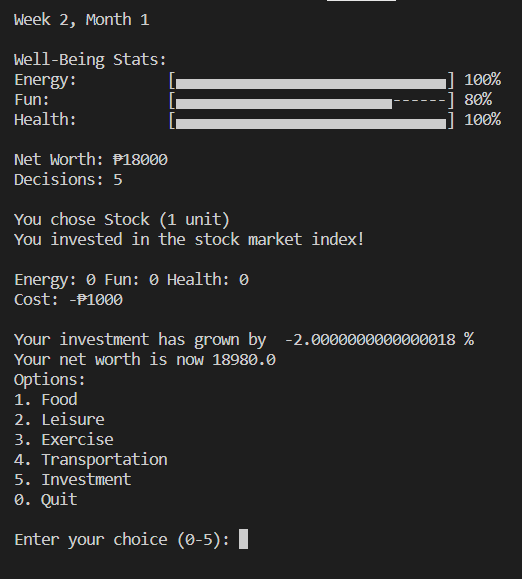 Week 2, Month 1
Well-Being Stats:
Energy: [ ] 100%
Fun: [ ------] 80%
Health: [ ] 100%
Net Worth: ₱18000
Decisions: 5
You chose Stock (1 unit)
You invested in the stock market index!
Energy: 0 Fun: 0 Health: 0
Cost: -₱1000
Your investment has grown by  -2.0000000000000018 %
Your net worth is now 18980.0
Options:
1. Food
2. Leisure
3. Exercise
4. Transportation
5. Investment
0. Quit
Enter your choice (0-5):